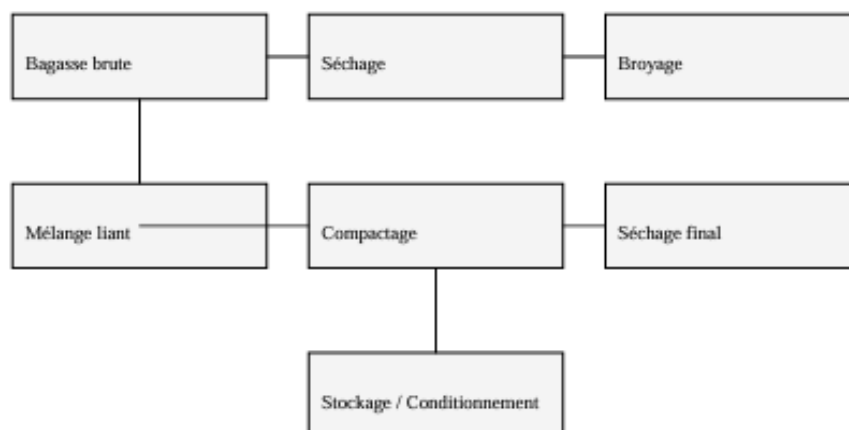 Bagasse brute
Séchage
Broyage
Mélange liant
Compactage
Séchage final
Stockage / Conditionnement